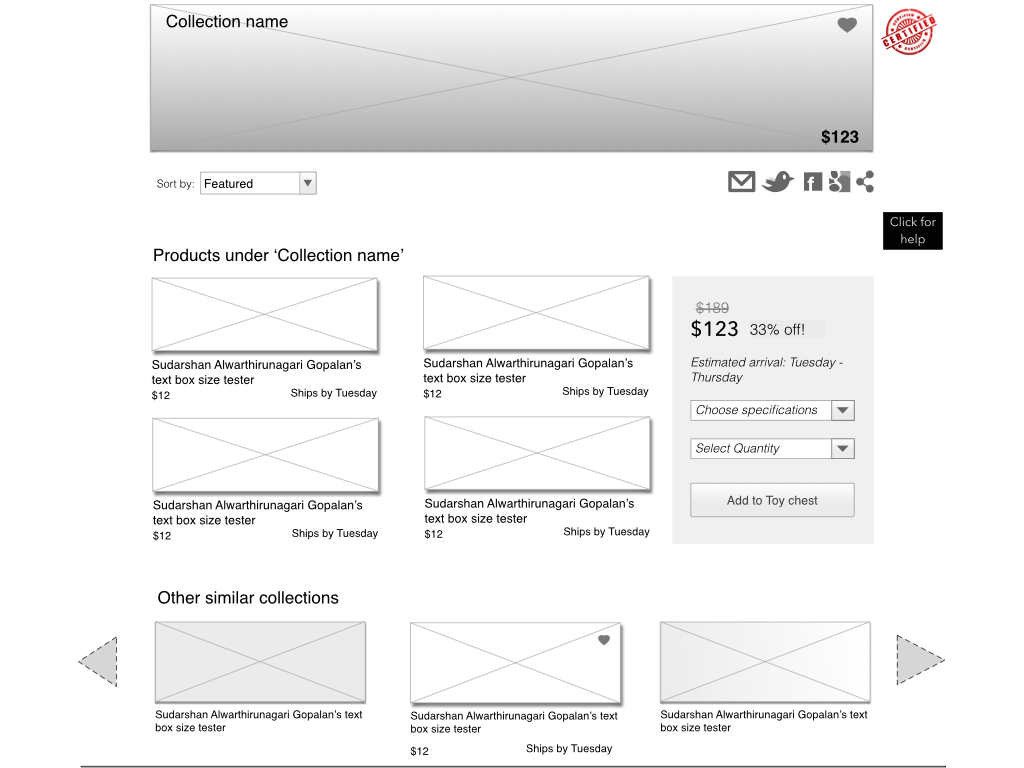 Collection name
CERTIFIED
CERTIFIED
CERTIFIED
$123
Sort by: Featured
Click for
help
Products under ‘Collection name’
Sudarshan Alwarthirunagari Gopalan’s
text box size tester
$12
Ships by Tuesday
Sudarshan Alwarthirunagari Gopalan’s
text box size tester
$12
Ships by Tuesday
Sudarshan Alwarthirunagari Gopalan’s
text box size tester
$12
Ships by Tuesday
Sudarshan Alwarthirunagari Gopalan’s
text box size tester
$12
Ships by Tuesday
$189
$123 33% off!
Estimated arrival: Tuesday -
Thursday
Choose specifications
Select Quantity
Add to Toy chest
Other similar collections
Sudarshan Alwarthirunagari Gopalan’s text
box size tester
Sudarshan Alwarthirunagari Gopalan’s text
box size tester
$12
Ships by Tuesday
Sudarshan Alwarthirunagari Gopalan’s text
box size tester